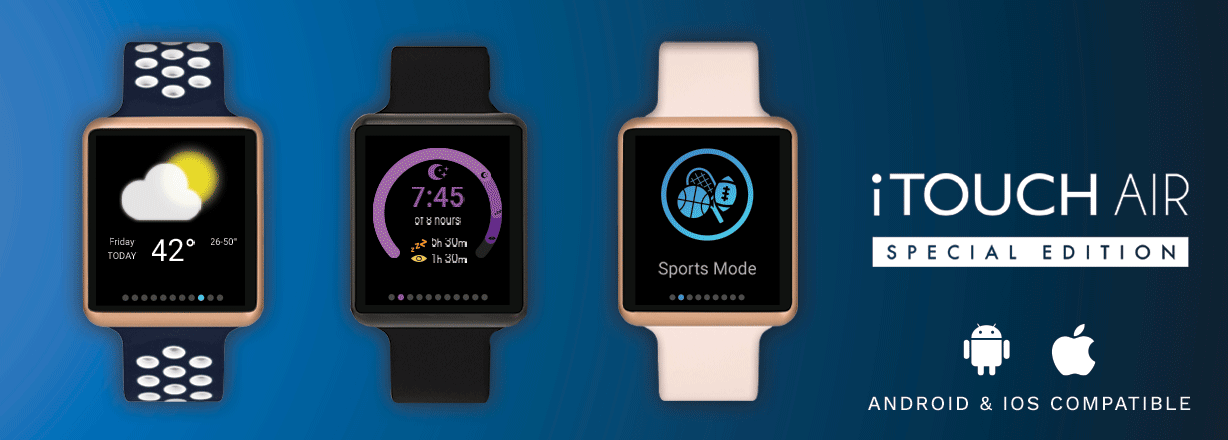 Friday
TODAY
42°
26-50°
7:45
of 8 hours
5h 30m
1h 30m
Sports Mode
iTOUCH AIR
SPECIAL EDITION
ANDROID & IOS COMPATIBLE